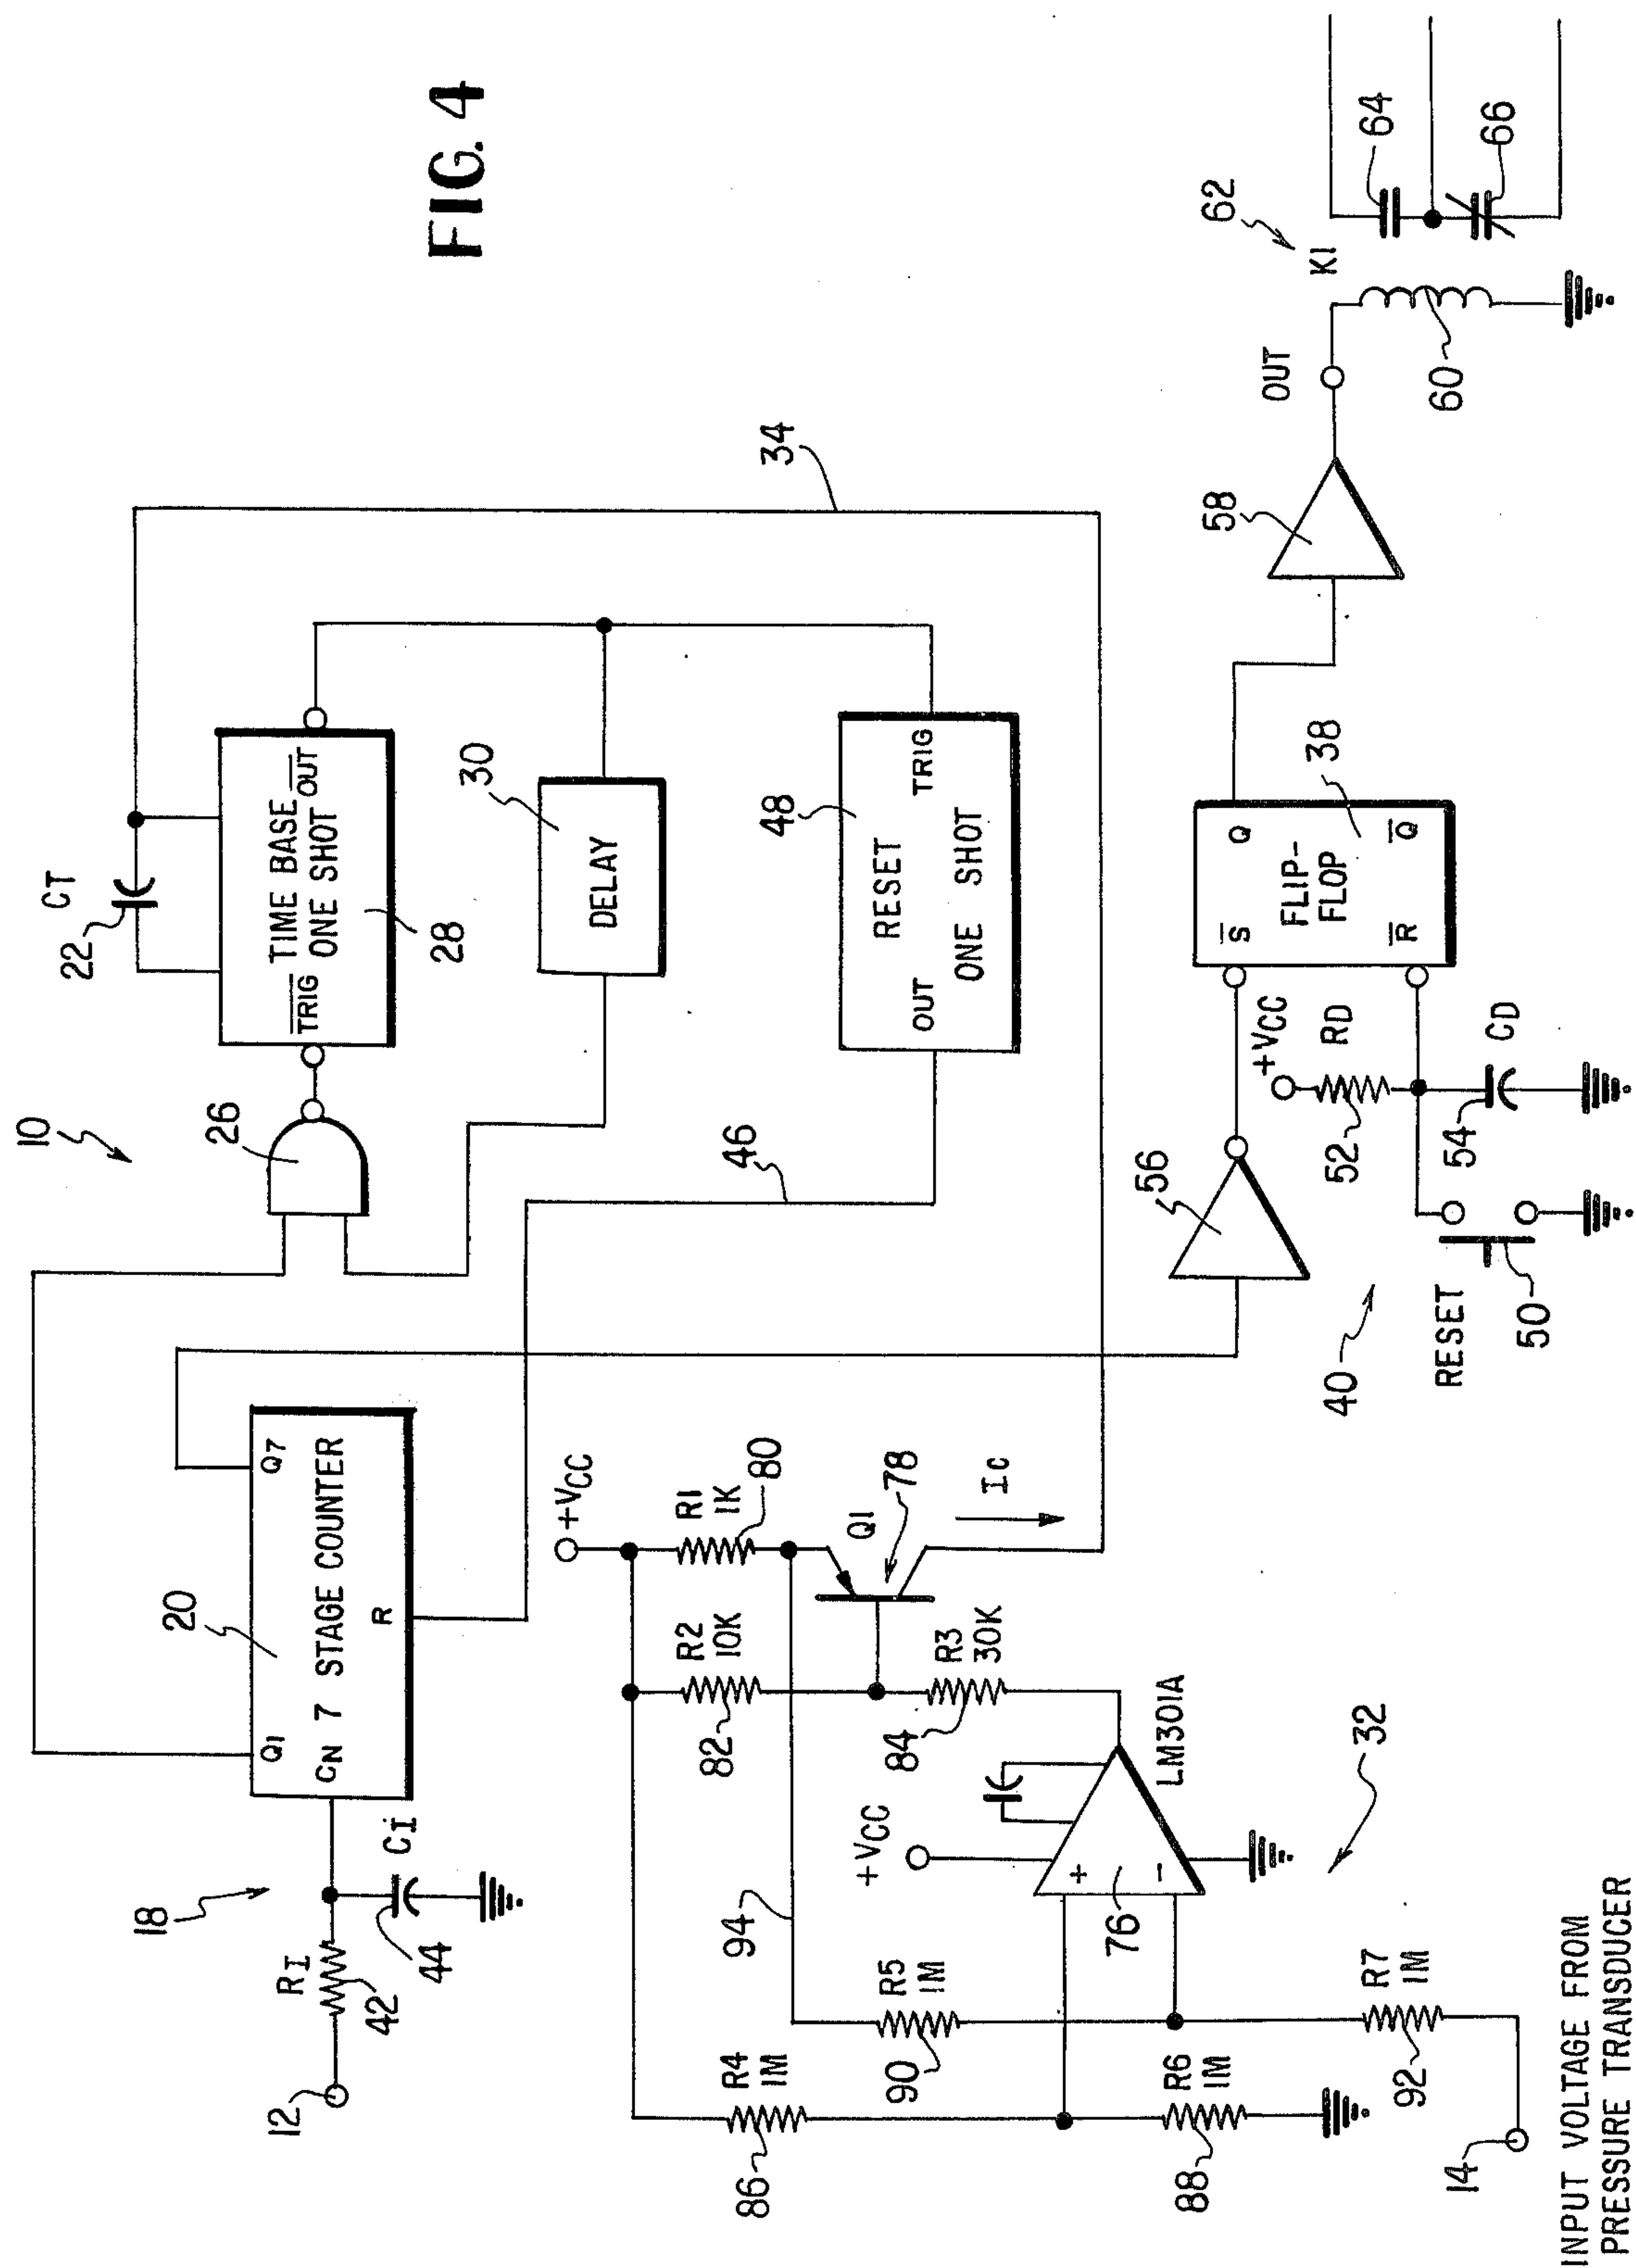 FIG. 4
10
18
12
RI
42
Ci
44
20
Q1
Q7
CN 7 STAGE COUNTER
R
26
CT
22
TRIG
TIME BASE
ONE SHOT
OUT
28
30
DELAY
34
46
48
RESET
ONE SHOT
OUT
TRIG
+VCC
R1
1K
80
R2
10K
82
Q1
78
Ic
R3
30K
84
94
+VCC
LM301A
+
-
76
32
R4
1M
86
R5
1M
90
R6
1M
88
R7
1M
92
14
INPUT VOLTAGE FROM
PRESSURE TRANSDUCER
56
+VCC
RD
52
CD
54
RESET
50
40
S
Q
FLIP-
FLOP
R
Q
38
58
OUT
60
K1
62
64
66